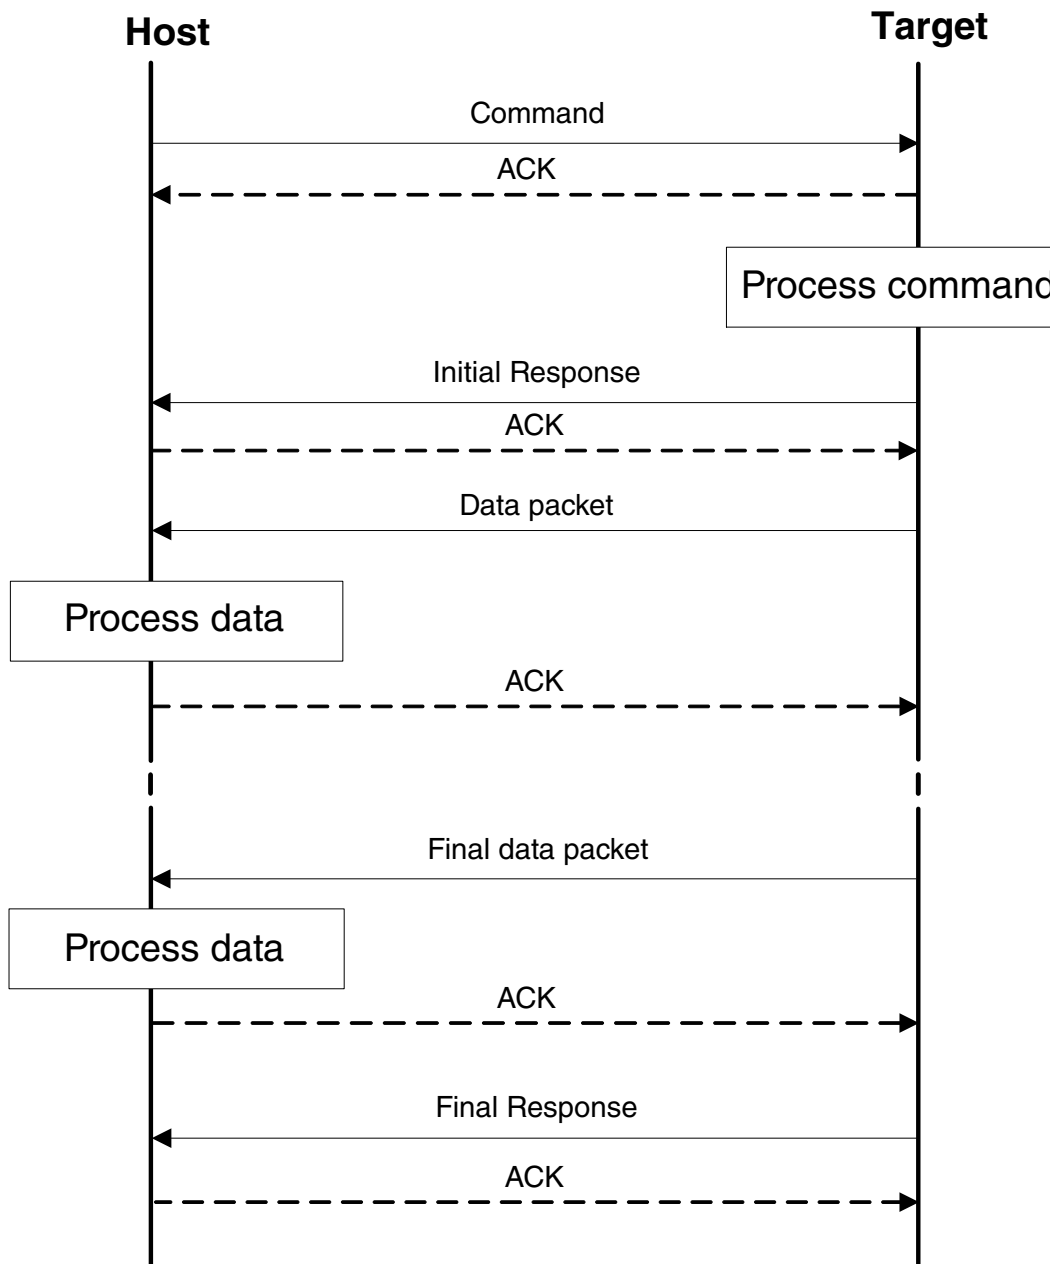 Host
Target
Command
ACK
Process command
Initial Response
ACK
Data packet
Process data
ACK
Final data packet
Process data
ACK
Final Response
ACK